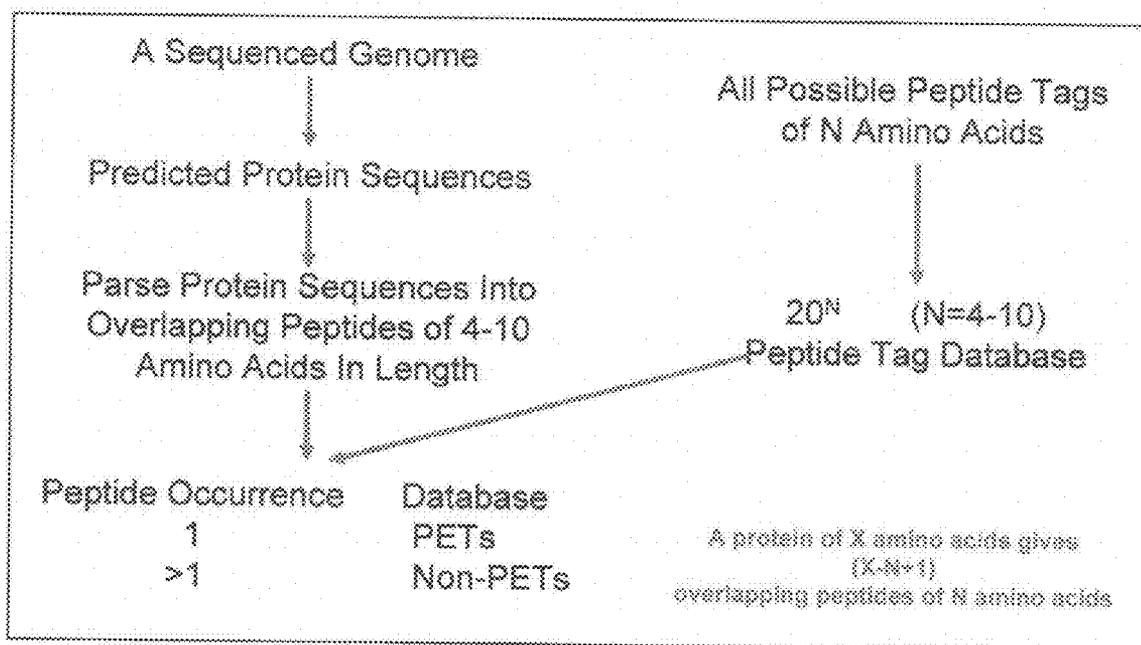 A Sequenced Genome
Predicted Protein Sequences
Parse Protein Sequences Into
Overlapping Peptides of 4-10
Amino Acids In Length
All Possible Peptide Tags
of N Amino Acids
20ᴺ (N=4-10)
Peptide Tag Database
Peptide Occurrence Database
1 PETs
>1 Non-PETs
A protein of X amino acids gives
(X-N+1)
overlapping peptides of N amino acids